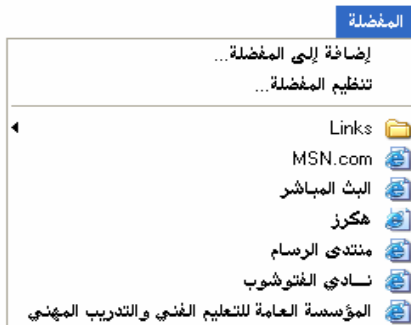 المفضلة
إضافة إلى المفضلة...
تنظيم المفضلة...
Links
MSN.com
البث المباشر
هكرز
منتدى الرسام
نــادي الفتوشوب
المؤسسة العامة للتعليم الفني والتدريب المهني